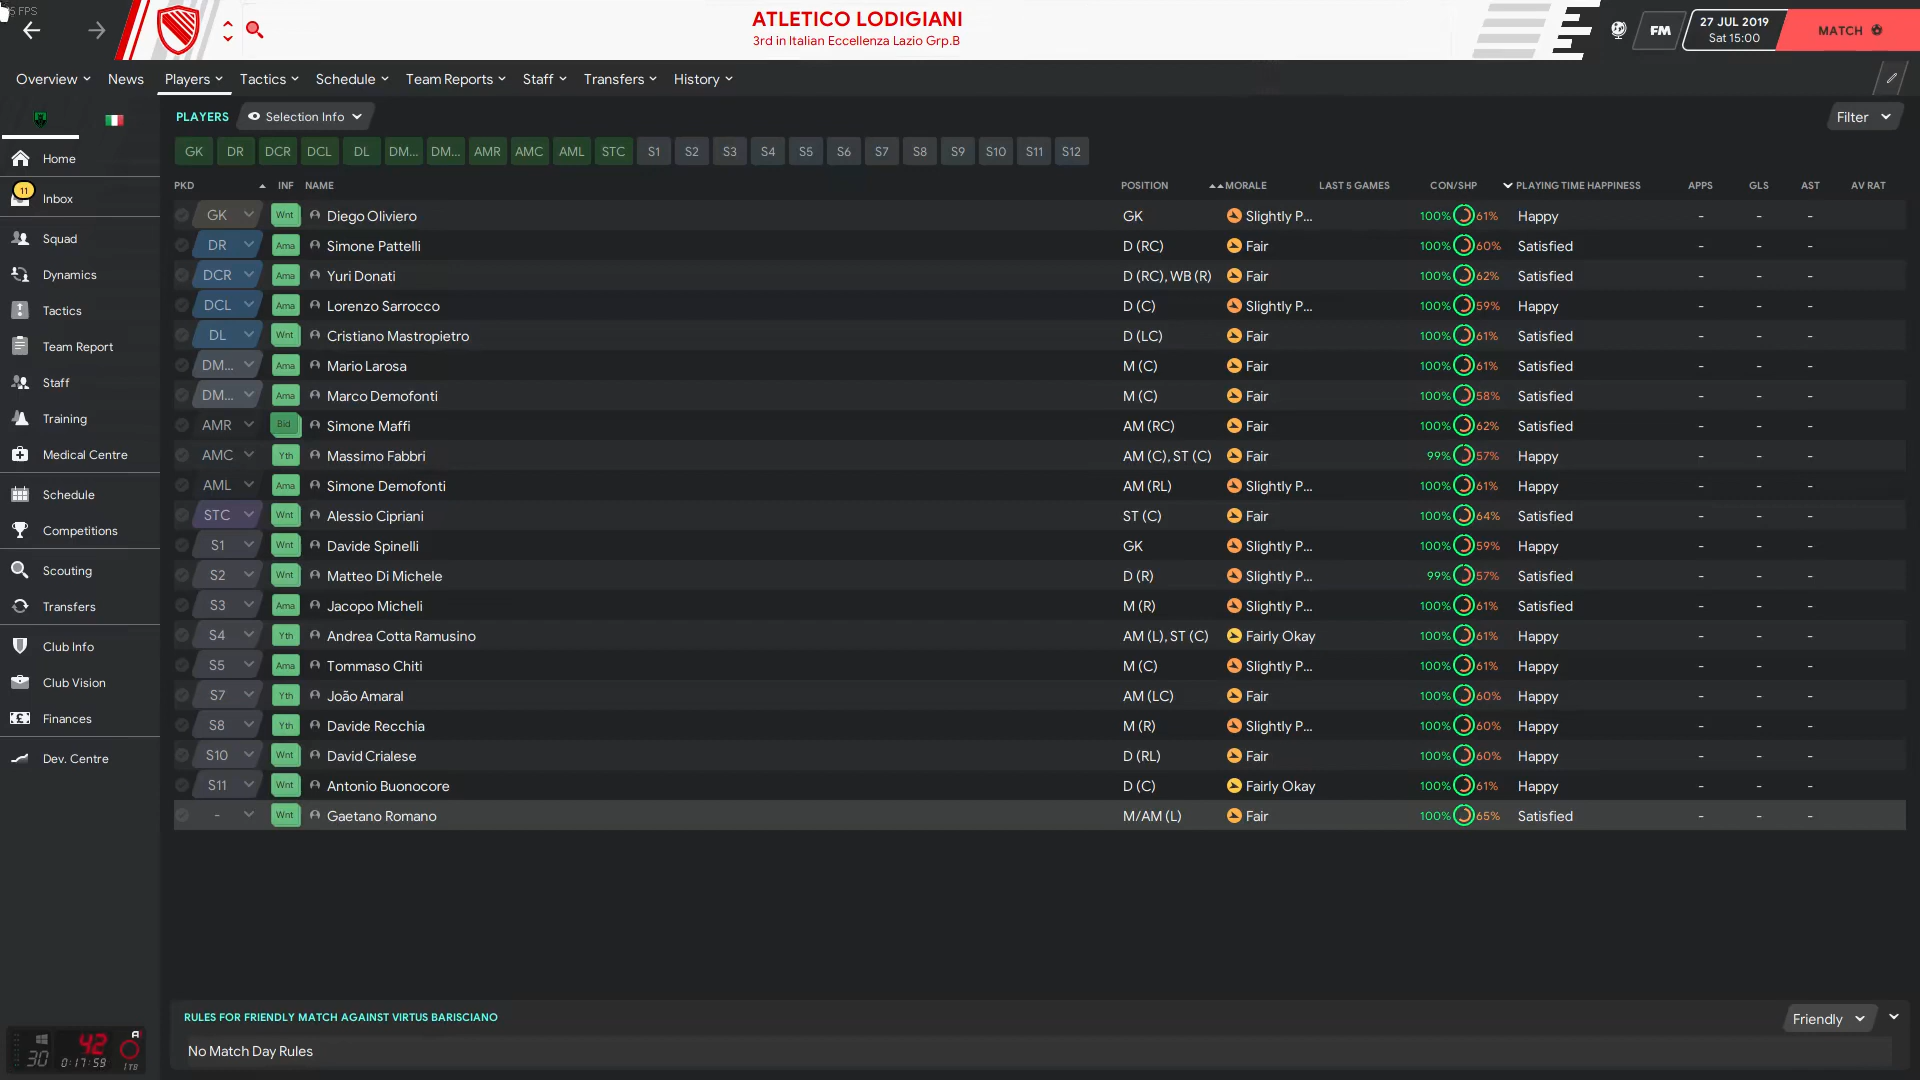 FPS
ATLETICO LODIGIANI
3rd in Italian Eccellenza Lazio Grp.B
FM
27 JUL 2019
Sat 15:00
MATCH
Overview News Players Tactics Schedule Team Reports Staff Transfers History
PLAYERS Selection Info Filter
GK DR DCR DCL DL DM... DM... AMR AMC AML STC S1 S2 S3 S4 S5 S6 S7 S8 S9 S10 S11 S12
PKD INF NAME POSITION MORALE LAST 5 GAMES CON/SHP PLAYING TIME HAPPINESS APPS GLS AST AV RAT
GK Wnt Diego Oliviero GK Slightly P... 100% 61% Happy - - -
DR Ama Simone Pattelli D (RC) Fair 100% 60% Satisfied - - -
DCR Ama Yuri Donati D (RC), WB (R) Fair 100% 62% Satisfied - - -
DCL Ama Lorenzo Sarrocco D (C) Slightly P... 100% 59% Happy - - -
DL Wnt Cristiano Mastropietro D (LC) Fair 100% 61% Satisfied - - -
DM... Ama Mario Larosa M (C) Fair 100% 61% Satisfied - - -
DM... Ama Marco Demofonti M (C) Fair 100% 58% Satisfied - - -
AMR Bid Simone Maffi AM (RC) Fair 100% 62% Satisfied - - -
AMC Yth Massimo Fabbri AM (C), ST (C) Fair 99% 57% Happy - - -
AML Ama Simone Demofonti AM (RL) Slightly P... 100% 61% Happy - - -
STC Wnt Alessio Cipriani ST (C) Fair 100% 64% Satisfied - - -
S1 Wnt Davide Spinelli GK Slightly P... 100% 59% Happy - - -
S2 Wnt Matteo Di Michele D (R) Slightly P... 99% 57% Satisfied - - -
S3 Ama Jacopo Micheli M (R) Slightly P... 100% 61% Satisfied - - -
S4 Yth Andrea Cotta Ramusino AM (L), ST (C) Fairly Okay 100% 61% Happy - - -
S5 Ama Tommaso Chiti M (C) Slightly P... 100% 61% Happy - - -
S7 Yth João Amaral AM (LC) Fair 100% 60% Happy - - -
S8 Yth Davide Recchia M (R) Slightly P... 100% 60% Happy - - -
S10 Wnt David Crialese D (RL) Fair 100% 60% Happy - - -
S11 Wnt Antonio Buonocore D (C) Fairly Okay 100% 61% Happy - - -
- Wnt Gaetano Romano M/AM (L) Fair 100% 65% Satisfied - - -
Home
11 Inbox
Squad
Dynamics
Tactics
Team Report
Staff
Training
Medical Centre
Schedule
Competitions
Scouting
Transfers
Club Info
Club Vision
Finances
Dev. Centre
RULES FOR FRIENDLY MATCH AGAINST VIRTUS BARISCIANO Friendly
No Match Day Rules
30 42 0:17:59 A 1TB